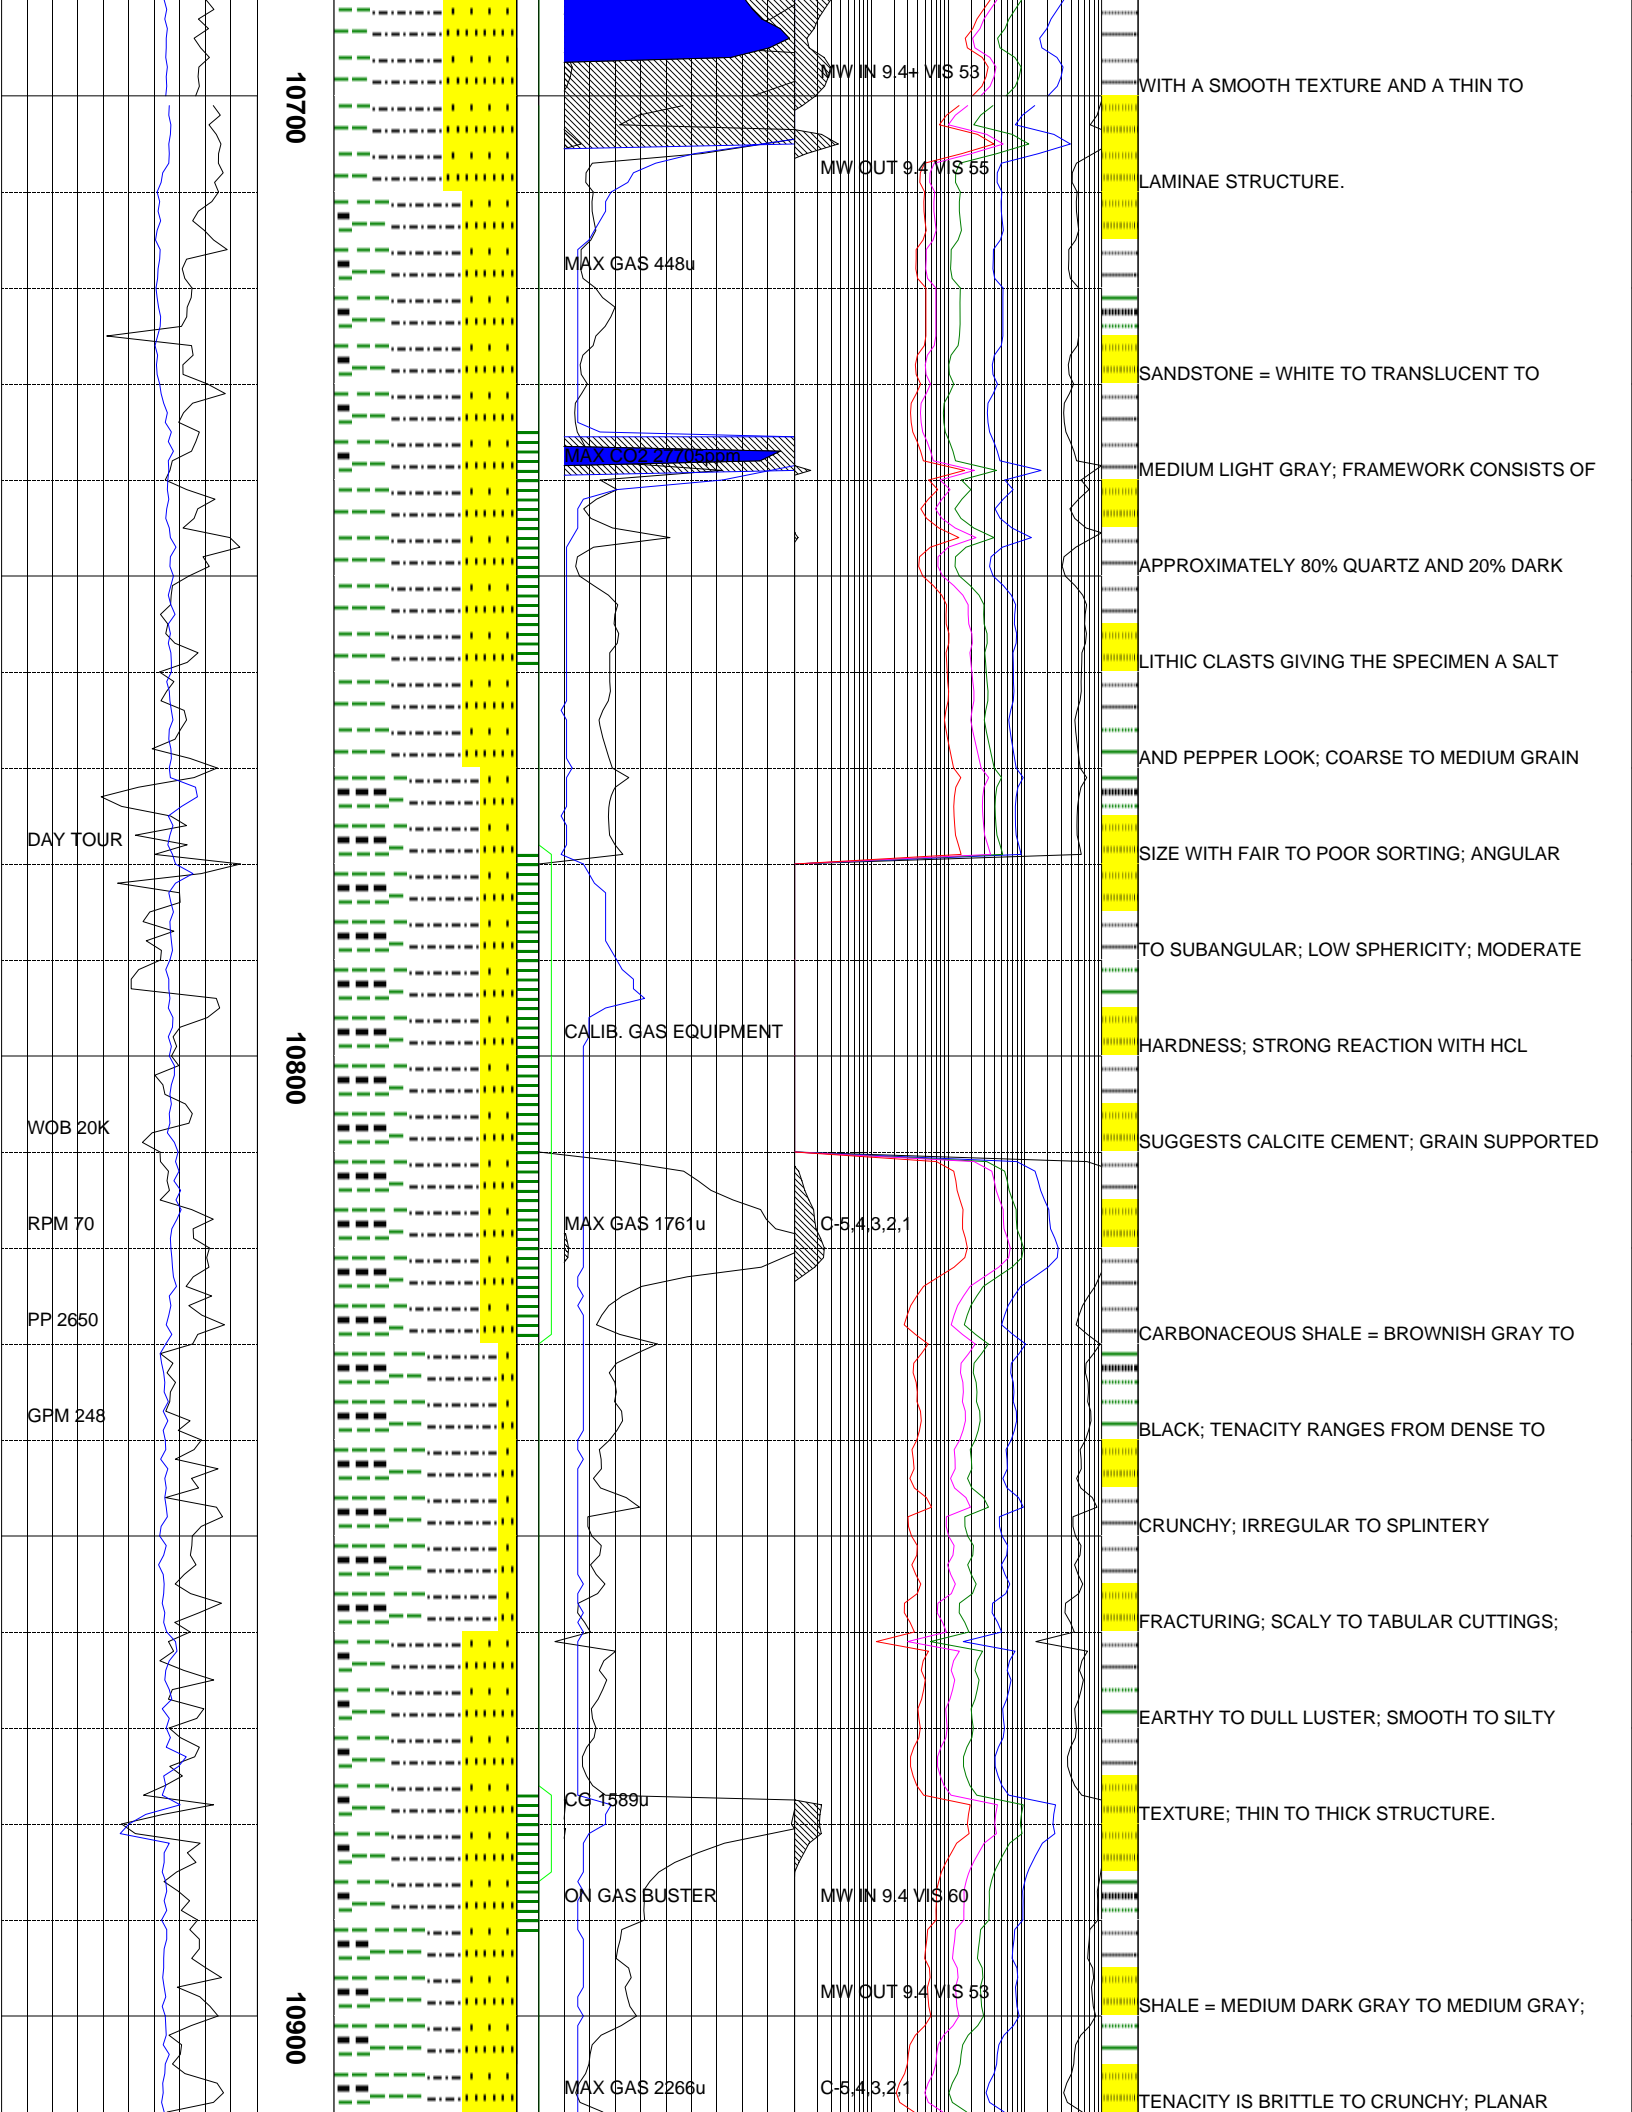 MW IN 9.4+ VIS 53
WITH A SMOOTH TEXTURE AND A THIN TO
10700
MW OUT 9.4 VIS 55
LAMINAE STRUCTURE.
MAX GAS 448u
SANDSTONE = WHITE TO TRANSLUCENT TO
MAX CO2 27705ppm
MEDIUM LIGHT GRAY; FRAMEWORK CONSISTS OF
APPROXIMATELY 80% QUARTZ AND 20% DARK
LITHIC CLASTS GIVING THE SPECIMEN A SALT
AND PEPPER LOOK; COARSE TO MEDIUM GRAIN
DAY TOUR
SIZE WITH FAIR TO POOR SORTING; ANGULAR
TO SUBANGULAR; LOW SPHERICITY; MODERATE
CALIB. GAS EQUIPMENT
HARDNESS; STRONG REACTION WITH HCL
10800
WOB 20K
SUGGESTS CALCITE CEMENT; GRAIN SUPPORTED
RPM 70
MAX GAS 1761u
C-5,4,3,2,1
PP 2650
CARBONACEOUS SHALE = BROWNISH GRAY TO
GPM 248
BLACK; TENACITY RANGES FROM DENSE TO
CRUNCHY; IRREGULAR TO SPLINTERY
FRACTURING; SCALY TO TABULAR CUTTINGS;
EARTHY TO DULL LUSTER; SMOOTH TO SILTY
CG 1589u
TEXTURE; THIN TO THICK STRUCTURE.
ON GAS BUSTER
MW IN 9.4 VIS 60
MW OUT 9.4 VIS 53
SHALE = MEDIUM DARK GRAY TO MEDIUM GRAY;
10900
MAX GAS 2266u
C-5,4,3,2,1
TENACITY IS BRITTLE TO CRUNCHY; PLANAR